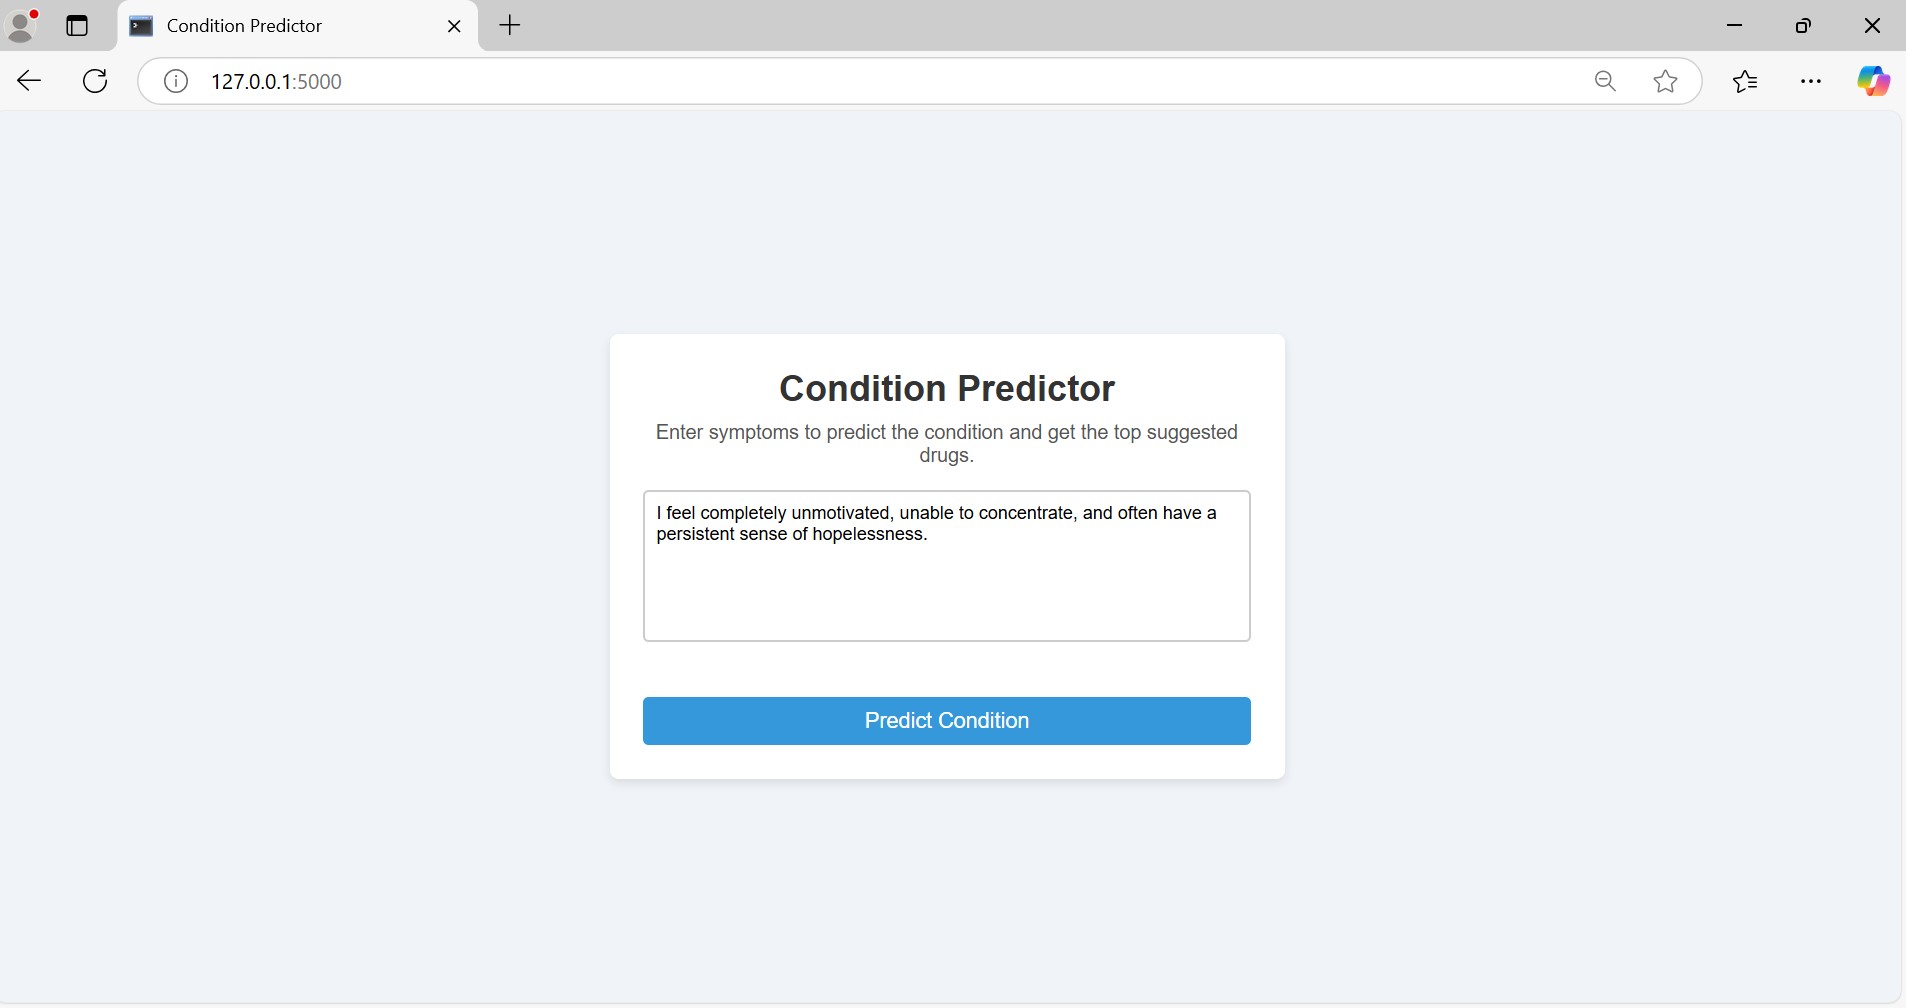 Condition Predictor
127.0.0.1:5000
Condition Predictor
Enter symptoms to predict the condition and get the top suggested
drugs.
I feel completely unmotivated, unable to concentrate, and often have a
persistent sense of hopelessness.
Predict Condition